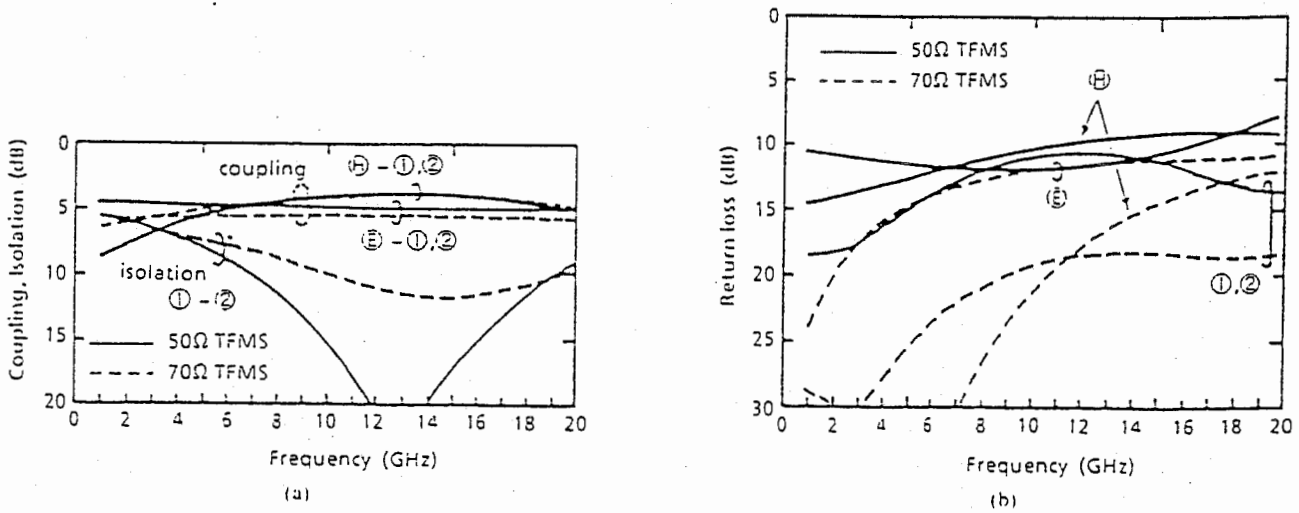 0
5
10
15
20
Coupling, Isolation (dB)
coupling
Ⓗ - ①,②
Ⓔ - ①,②
isolation
① - ②
50Ω TFMS
70Ω TFMS
0 2 4 6 8 10 12 14 16 18 20
Frequency (GHz)
(a)
0
5
10
15
20
25
30
Return loss (dB)
50Ω TFMS
70Ω TFMS
Ⓗ
Ⓔ
①,②
0 2 4 6 8 10 12 14 16 18 20
Frequency (GHz)
(b)